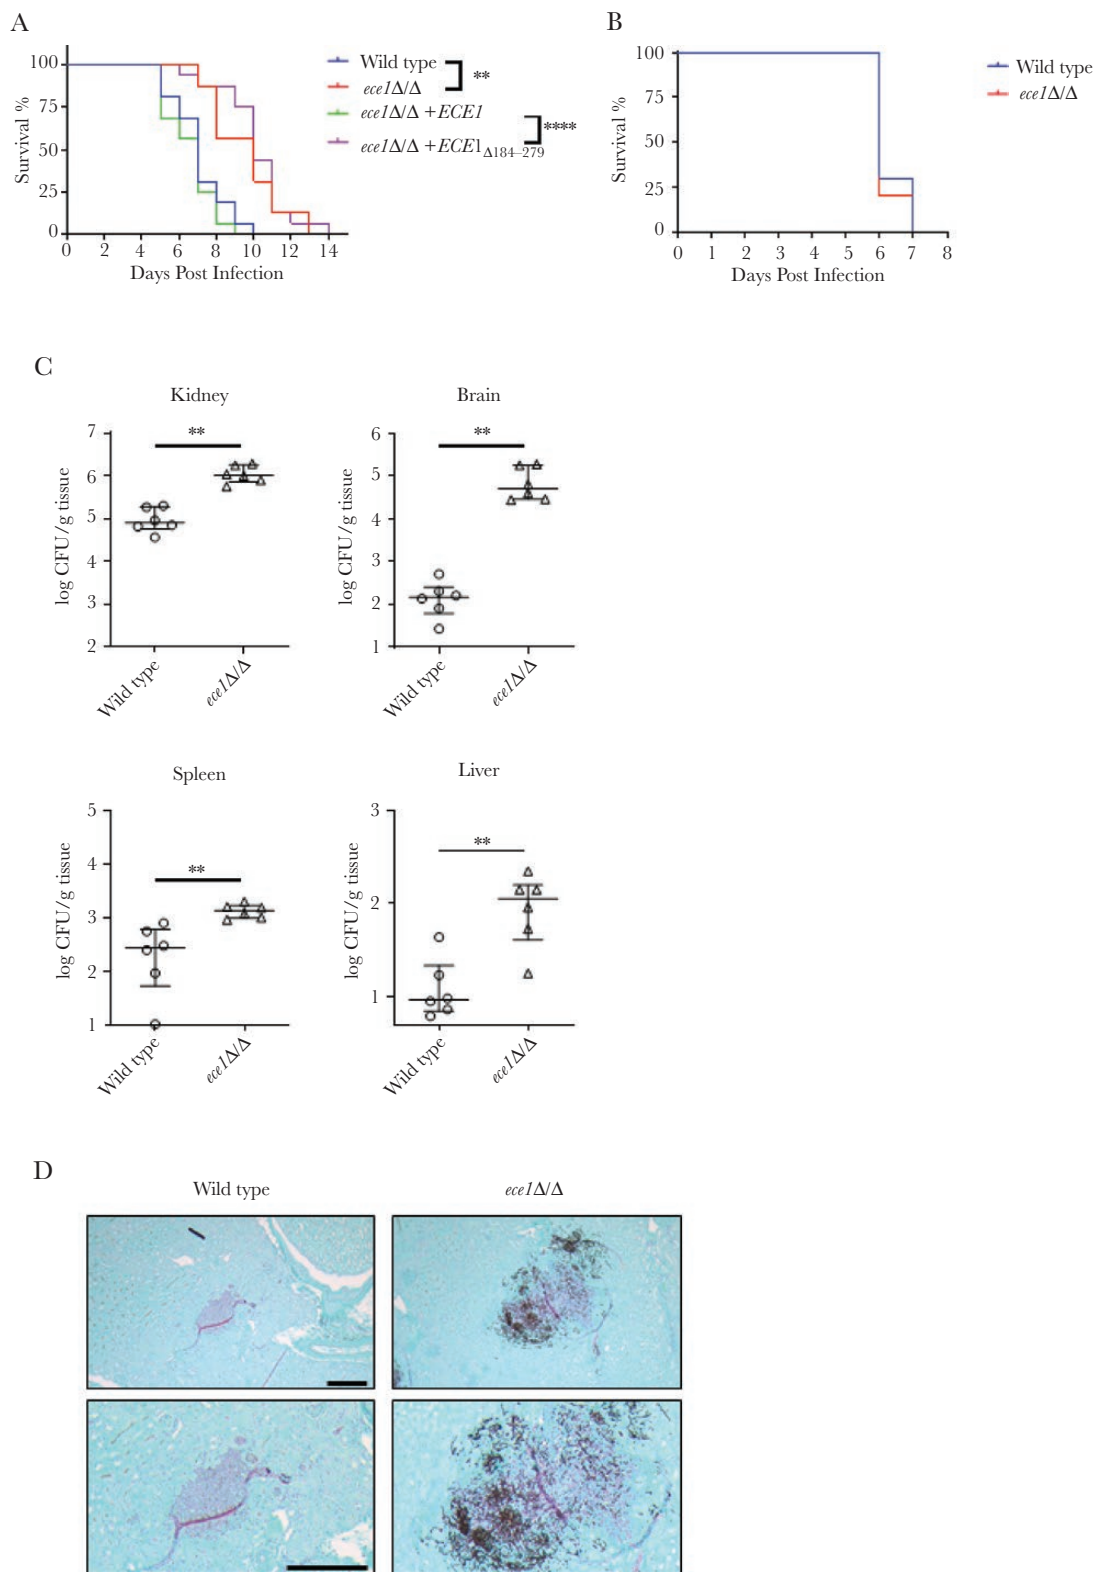 A
100
75
50
25
0
Survival %
0 2 4 6 8 10 12 14
Days Post Infection
Wild type
ece1Δ/Δ
**
ece1Δ/Δ +ECE1
ece1Δ/Δ +ECE1Δ184–279
****
B
100
75
50
25
0
Survival %
0 1 2 3 4 5 6 7 8
Days Post Infection
Wild type
ece1Δ/Δ
C
Kidney
**
7
6
5
4
3
2
log CFU/g tissue
Wild type
ece1Δ/Δ
Brain
**
6
5
4
3
2
1
log CFU/g tissue
Wild type
ece1Δ/Δ
Spleen
**
5
4
3
2
1
log CFU/g tissue
Wild type
ece1Δ/Δ
Liver
**
3
2
1
log CFU/g tissue
Wild type
ece1Δ/Δ
D
Wild type
ece1Δ/Δ